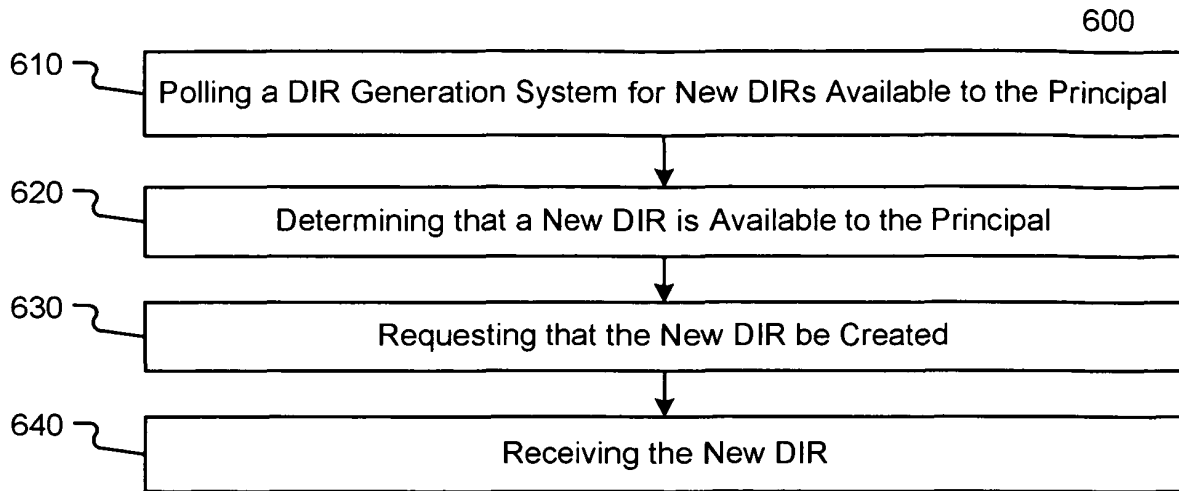 600
610
Polling a DIR Generation System for New DIRs Available to the Principal
620
Determining that a New DIR is Available to the Principal
630
Requesting that the New DIR be Created
640
Receiving the New DIR